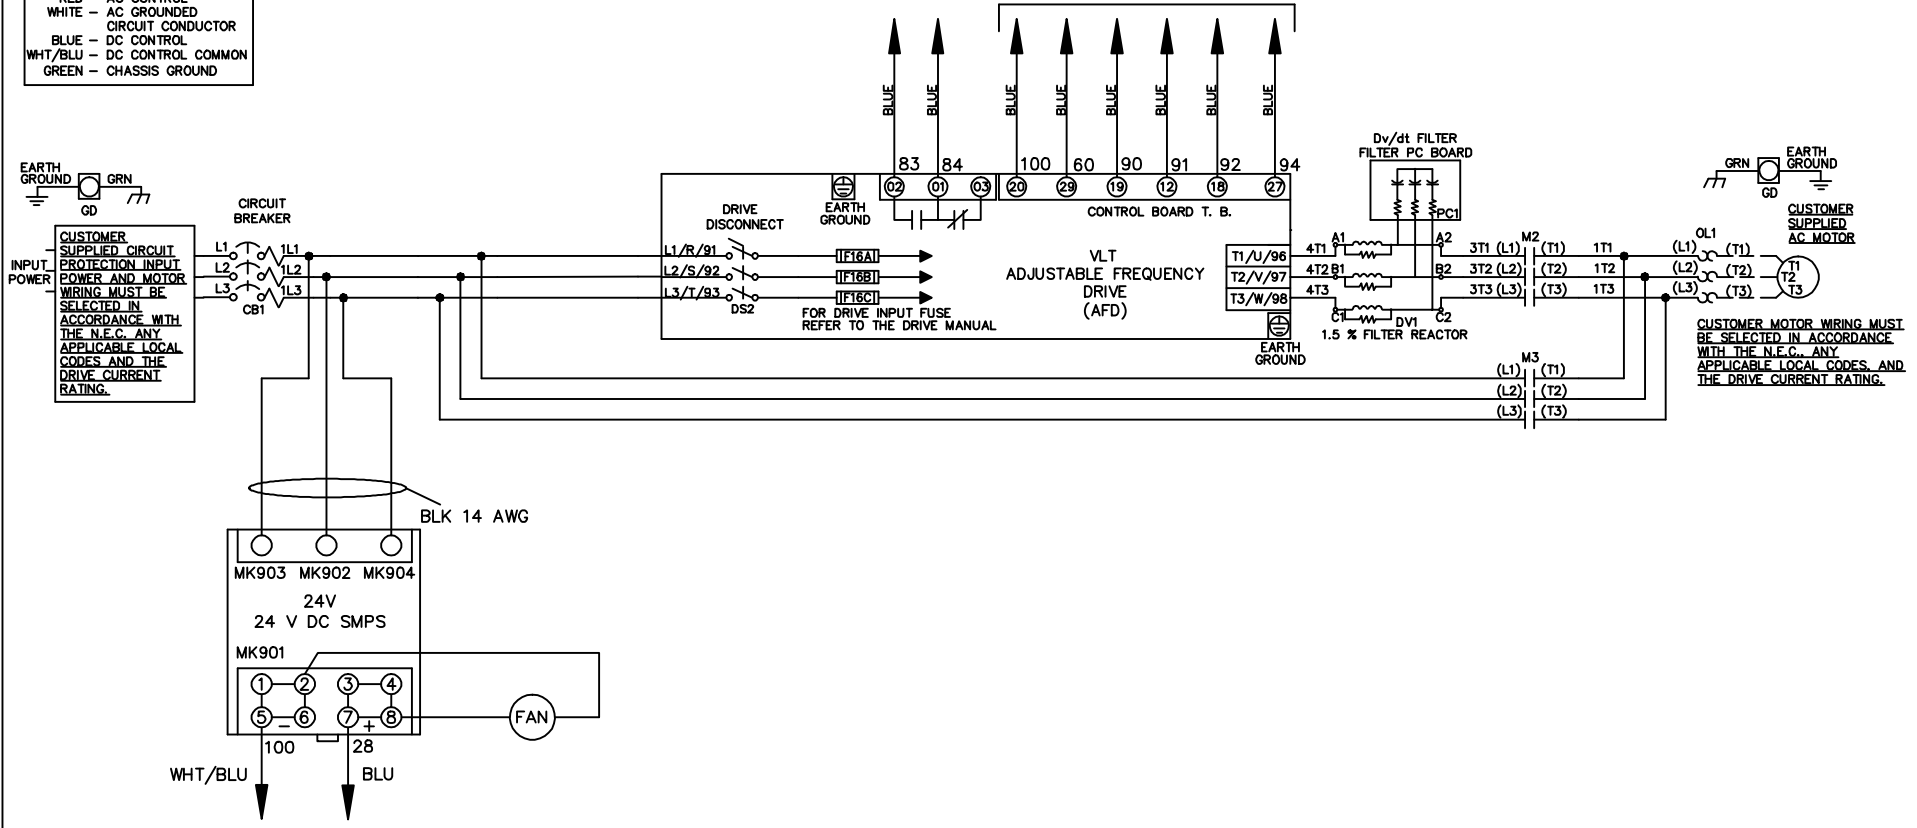 WHITE – AC GROUNDED
CIRCUIT CONDUCTOR
BLUE – DC CONTROL
WHT/BLU – DC CONTROL COMMON
GREEN – CHASSIS GROUND
BLUE BLUE BLUE BLUE BLUE BLUE BLUE BLUE
83 84 100 60 90 91 92 94
02 01 03 20 29 19 12 18 27
CONTROL BOARD T. B.
EARTH
GROUND
GRN
GD
CIRCUIT
BREAKER
INPUT
POWER
CUSTOMER
SUPPLIED CIRCUIT
PROTECTION INPUT
POWER AND MOTOR
WIRING MUST BE
SELECTED IN
ACCORDANCE WITH
THE N.E.C. ANY
APPLICABLE LOCAL
CODES AND THE
DRIVE CURRENT
RATING.
L1 1L1
L2 1L2
L3 1L3
CB1
DRIVE
DISCONNECT
L1/R/91
L2/S/92
L3/T/93
DS2
EARTH
GROUND
IF16A
IF16B
IF16C
FOR DRIVE INPUT FUSE
REFER TO THE DRIVE MANUAL
VLT
ADJUSTABLE FREQUENCY
DRIVE
(AFD)
T1/U/96
T2/V/97
T3/W/98
EARTH
GROUND
Dv/dt FILTER
FILTER PC BOARD
PC1
4T1 A1 A2
4T2 B1 B2
4T3
C1 C2
DV1
1.5 % FILTER REACTOR
M2
3T1 (L1) (T1) 1T1
3T2 (L2) (T2) 1T2
3T3 (L3) (T3) 1T3
M3
(L1) (T1)
(L2) (T2)
(L3) (T3)
GRN
GD
EARTH
GROUND
CUSTOMER
SUPPLIED
AC MOTOR
OL1
(L1) (T1)
(L2) (T2)
(L3) (T3)
T1
T2
T3
CUSTOMER MOTOR WIRING MUST
BE SELECTED IN ACCORDANCE
WITH THE N.E.C., ANY
APPLICABLE LOCAL CODES, AND
THE DRIVE CURRENT RATING.
BLK 14 AWG
MK903 MK902 MK904
24V
24 V DC SMPS
MK901
1 2 3 4
5 6 7 8
– +
FAN
100 28
WHT/BLU BLU